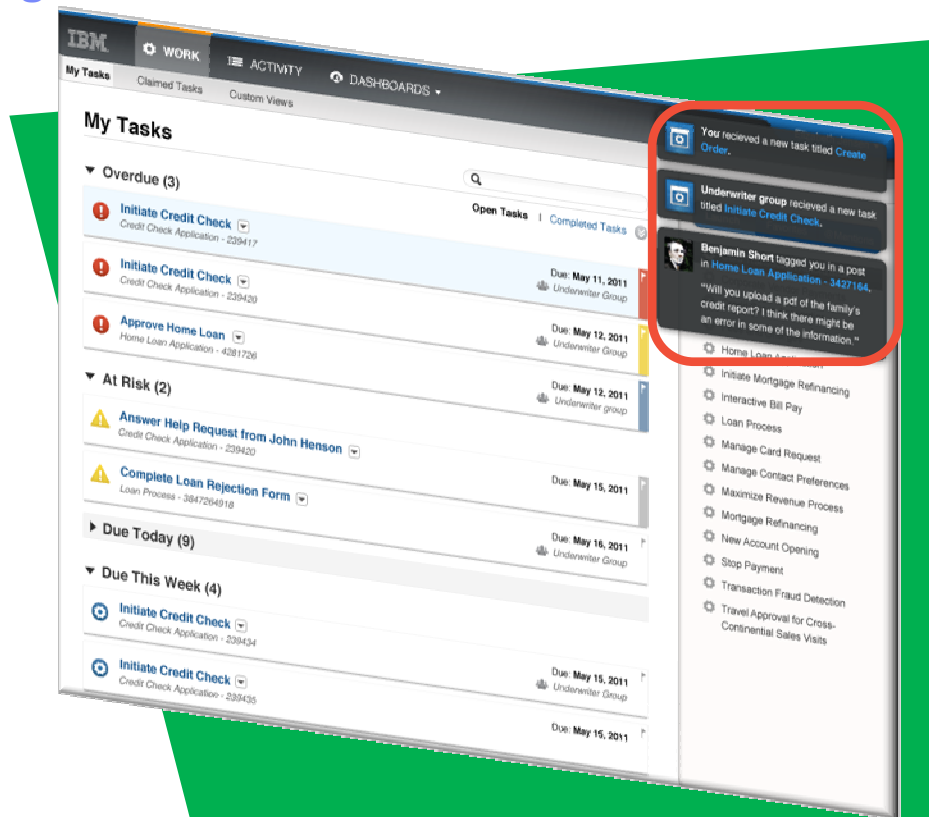 IBM
WORK
ACTIVITY
DASHBOARDS
My Tasks
Claimed Tasks
Custom Views
My Tasks
Overdue (3)
Open Tasks | Completed Tasks
Initiate Credit Check
Credit Check Application - 239417
Due: May 11, 2011
Underwriter Group
Initiate Credit Check
Credit Check Application - 239420
Due: May 12, 2011
Underwriter Group
Approve Home Loan
Home Loan Application - 4281726
Due: May 12, 2011
Underwriter group
At Risk (2)
Answer Help Request from John Henson
Credit Check Application - 239420
Due: May 15, 2011
Complete Loan Rejection Form
Loan Process - 3847264918
Due: May 16, 2011
Underwriter Group
Due Today (9)
Due This Week (4)
Initiate Credit Check
Credit Check Application - 239434
Due: May 15, 2011
Underwriter Group
Initiate Credit Check
Credit Check Application - 239435
Due: May 15, 2011
You recieved a new task titled Create
Order.
Underwriter group recieved a new task
titled Initiate Credit Check.
Benjamin Short tagged you in a post
in Home Loan Application - 3427164.
"Will you upload a pdf of the family's
credit report? I think there might be
an error in some of the information."
Home Loan Application
Initiate Mortgage Refinancing
Interactive Bill Pay
Loan Process
Manage Card Request
Manage Contact Preferences
Maximize Revenue Process
Mortgage Refinancing
New Account Opening
Stop Payment
Transaction Fraud Detection
Travel Approval for Cross-
Continential Sales Visits